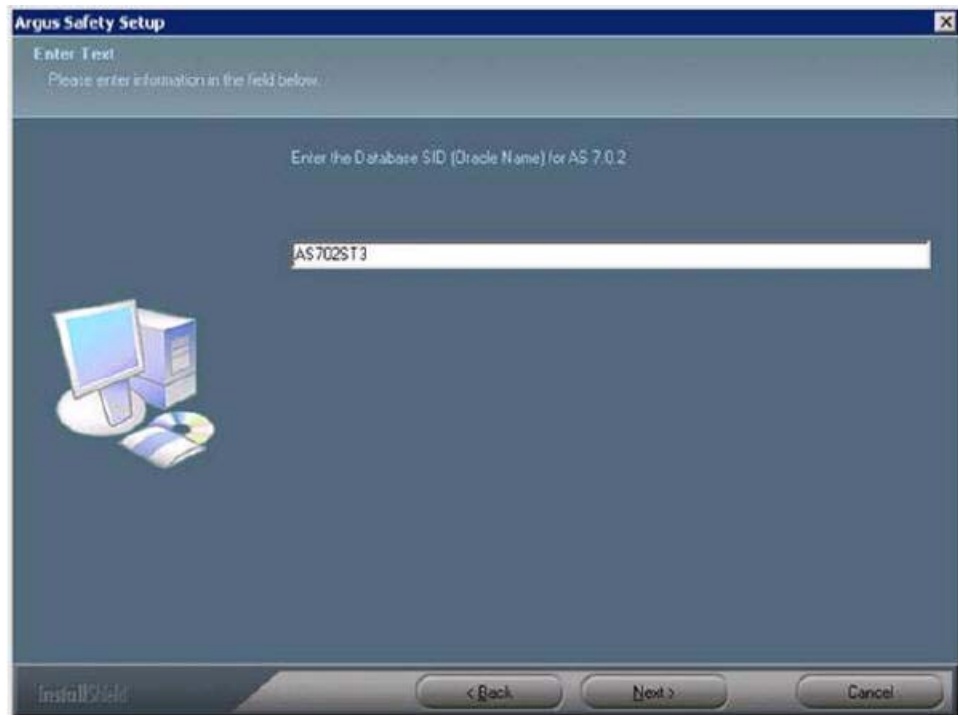 Argus Safety Setup
Enter Text
Please enter information in the field below.
Enter the Database SID (Oracle Name) for AS 7.0.2
AS702ST3
InstallShield
< Back
Next >
Cancel